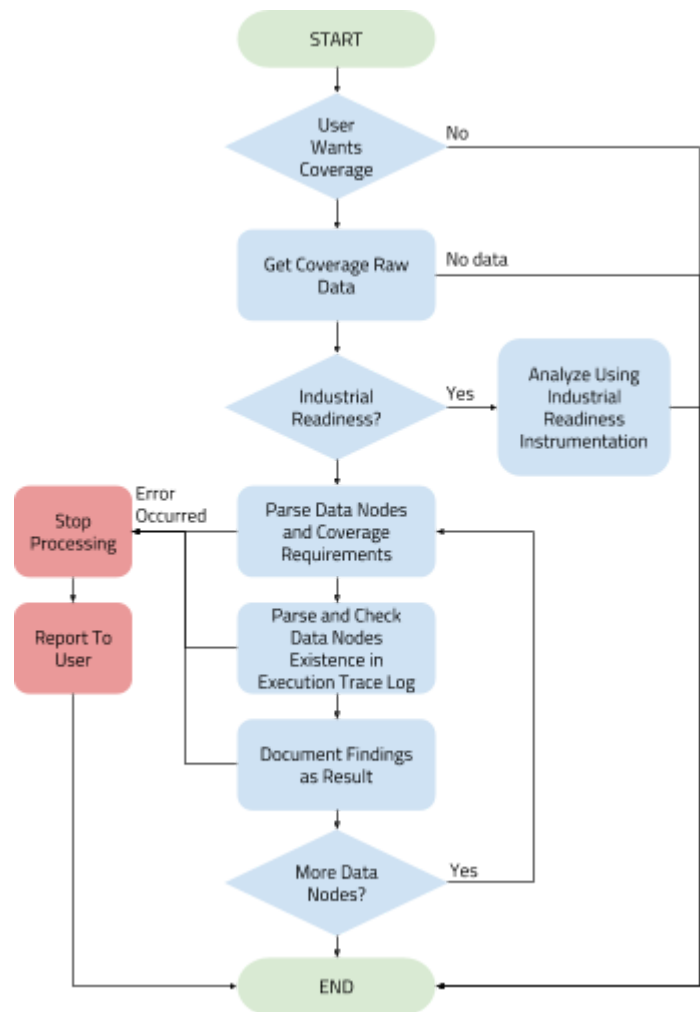 START
User
Wants
Coverage
No
Get Coverage Raw
Data
No data
Industrial
Readiness?
Yes
Analyze Using
Industrial
Readiness
Instrumentation
Error
Occurred
Stop
Processing
Parse Data Nodes
and Coverage
Requirements
Report To
User
Parse and Check
Data Nodes
Existence in
Execution Trace Log
Document Findings
as Result
More Data
Nodes?
Yes
END